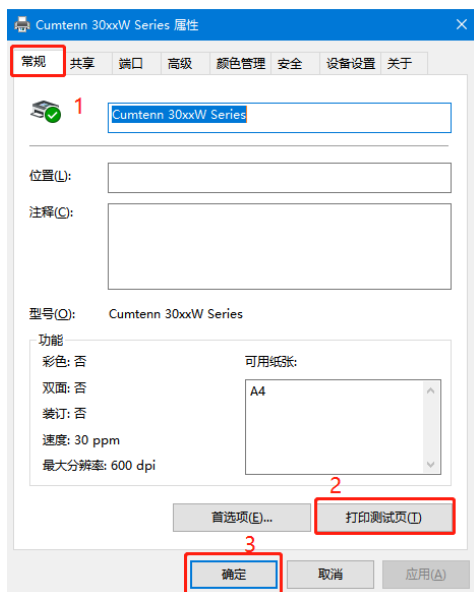 Cumtenn 30xxW Series 属性
常规 共享 端口 高级 颜色管理 安全 设备设置 关于
1
Cumtenn 30xxW Series
位置(L):
注释(C):
型号(O): Cumtenn 30xxW Series
功能
彩色: 否 可用纸张:
双面: 否 A4
装订: 否
速度: 30 ppm
最大分辨率: 600 dpi
2
首选项(E)... 打印测试页(T)
3
确定 取消 应用(A)